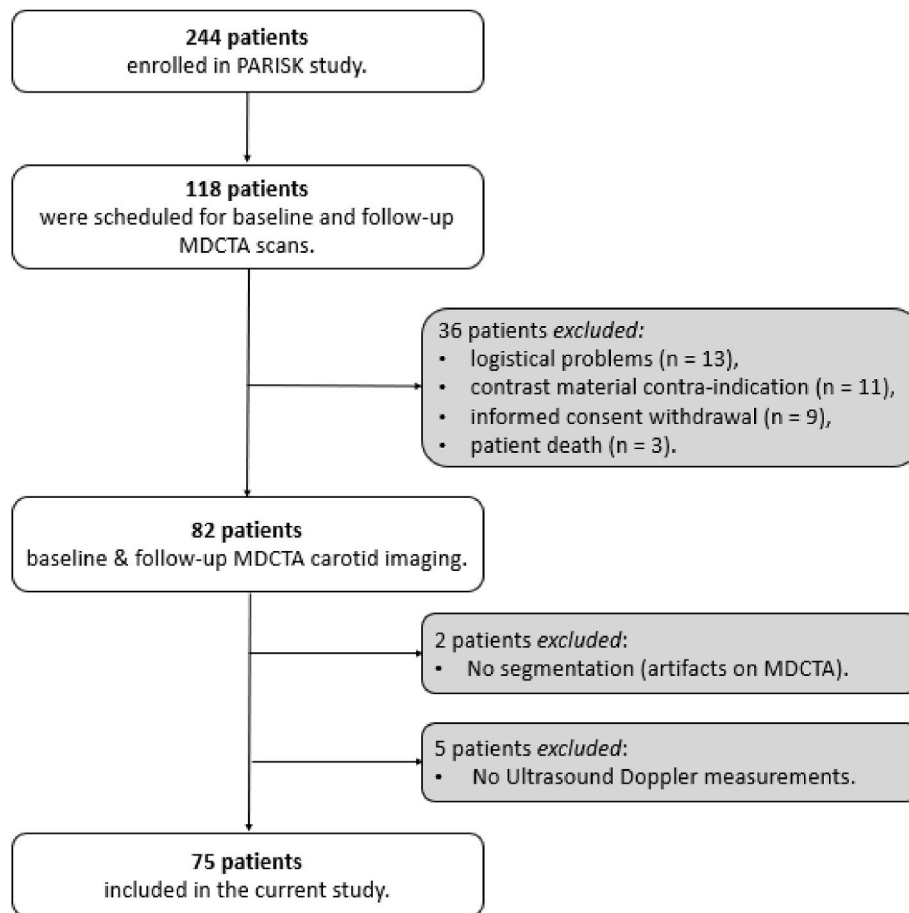 244 patients
enrolled in PARISK study.
118 patients
were scheduled for baseline and follow-up
MDCTA scans.
36 patients excluded:
• logistical problems (n = 13),
• contrast material contra-indication (n = 11),
• informed consent withdrawal (n = 9),
• patient death (n = 3).
82 patients
baseline & follow-up MDCTA carotid imaging.
2 patients excluded:
• No segmentation (artifacts on MDCTA).
5 patients excluded:
• No Ultrasound Doppler measurements.
75 patients
included in the current study.